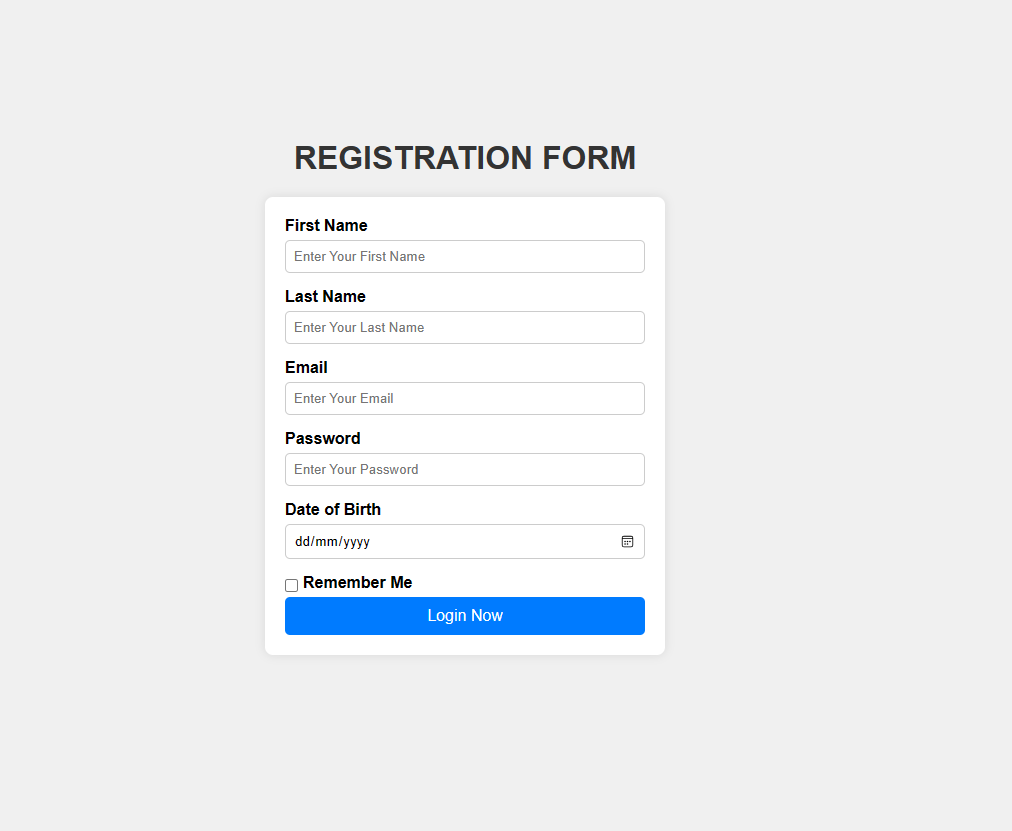 REGISTRATION FORM
First Name
Enter Your First Name
Last Name
Enter Your Last Name
Email
Enter Your Email
Password
Enter Your Password
Date of Birth
dd/mm/yyyy
Remember Me
Login Now